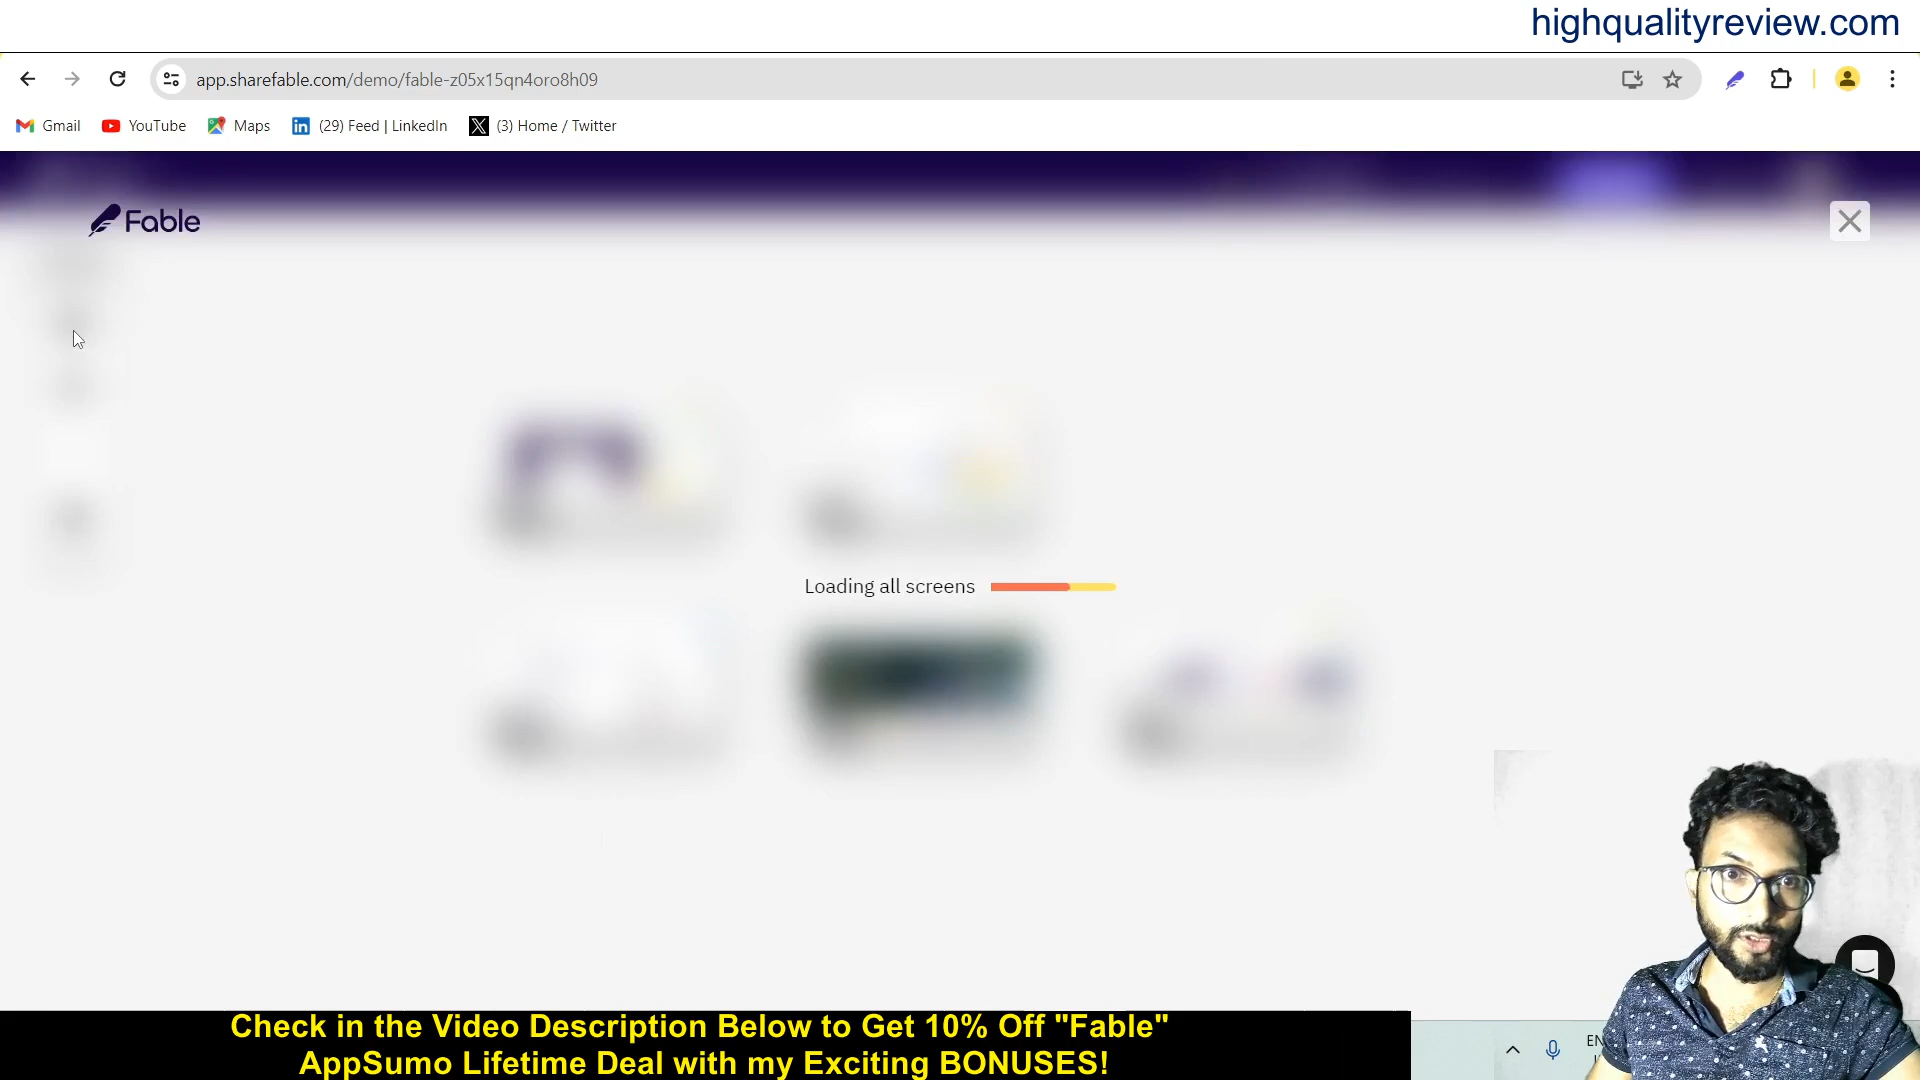 highqualityreview.com
app.sharefable.com/demo/fable-z05x15qn4oro8h09
Gmail
YouTube
Maps
(29) Feed | LinkedIn
(3) Home / Twitter
Fable
Loading all screens
Check in the Video Description Below to Get 10% Off "Fable"
AppSumo Lifetime Deal with my Exciting BONUSES!